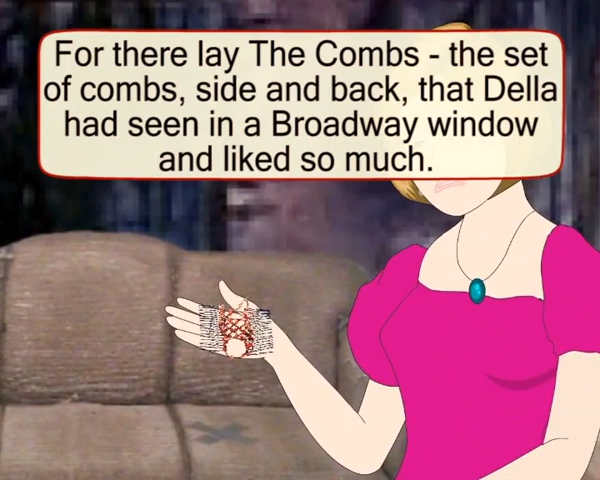 For there lay The Combs - the set
of combs, side and back, that Della
had seen in a Broadway window
and liked so much.